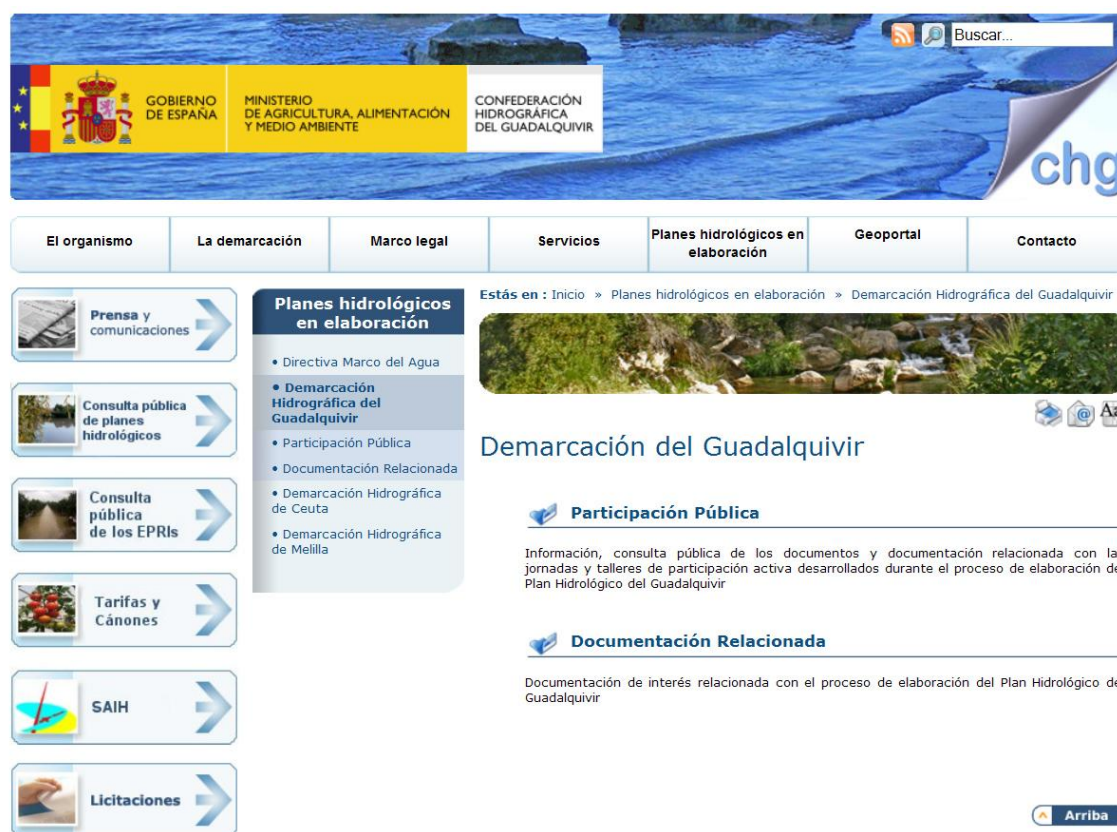 Buscar...
GOBIERNO
DE ESPAÑA
MINISTERIO
DE AGRICULTURA, ALIMENTACIÓN
Y MEDIO AMBIENTE
CONFEDERACIÓN
HIDROGRÁFICA
DEL GUADALQUIVIR
chg
El organismo
La demarcación
Marco legal
Servicios
Planes hidrológicos en
elaboración
Geoportal
Contacto
Prensa y
comunicaciones
Consulta pública
de planes
hidrológicos
Consulta
pública
de los EPRIs
Tarifas y
Cánones
SAIH
Licitaciones
Planes hidrológicos
en elaboración
• Directiva Marco del Agua
• Demarcación
Hidrográfica del
Guadalquivir
• Participación Pública
• Documentación Relacionada
• Demarcación Hidrográfica
de Ceuta
• Demarcación Hidrográfica
de Melilla
Estás en : Inicio » Planes hidrológicos en elaboración » Demarcación Hidrográfica del Guadalquivir
Demarcación del Guadalquivir
Participación Pública
Información, consulta pública de los documentos y documentación relacionada con la
jornadas y talleres de participación activa desarrollados durante el proceso de elaboración de
Plan Hidrológico del Guadalquivir
Documentación Relacionada
Documentación de interés relacionada con el proceso de elaboración del Plan Hidrológico de
Guadalquivir
Arriba